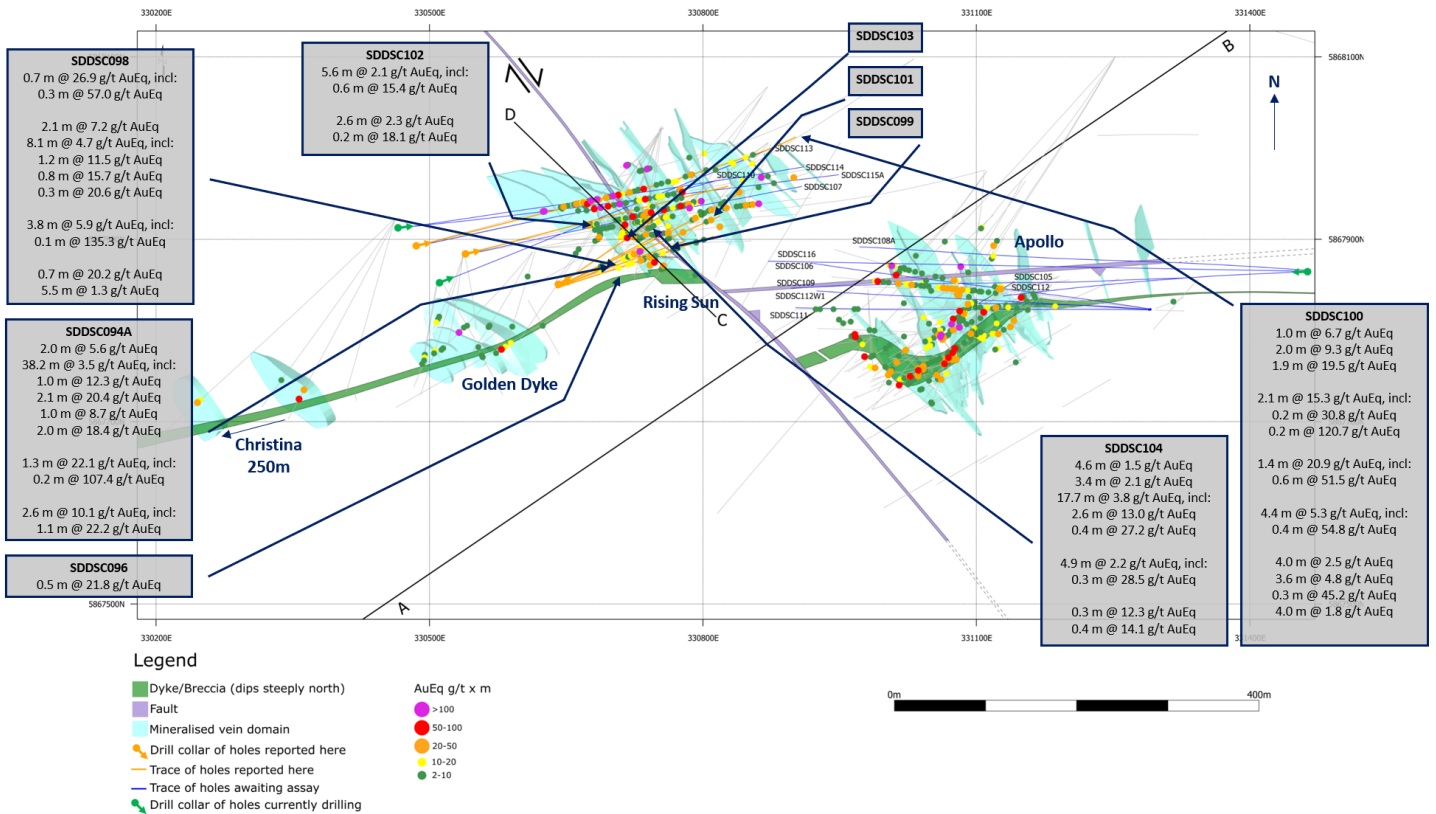 330200E
330500E
330800E
331100E
331400E
5868100N
5867900N
5867500N
330200E
330500E
330800E
331100E
331400E
SDDSC098
0.7 m @ 26.9 g/t AuEq, incl:
0.3 m @ 57.0 g/t AuEq
2.1 m @ 7.2 g/t AuEq
8.1 m @ 4.7 g/t AuEq, incl:
1.2 m @ 11.5 g/t AuEq
0.8 m @ 15.7 g/t AuEq
0.3 m @ 20.6 g/t AuEq
3.8 m @ 5.9 g/t AuEq
0.1 m @ 135.3 g/t AuEq
0.7 m @ 20.2 g/t AuEq
5.5 m @ 1.3 g/t AuEq
SDDSC094A
2.0 m @ 5.6 g/t AuEq
38.2 m @ 3.5 g/t AuEq, incl:
1.0 m @ 12.3 g/t AuEq
2.1 m @ 20.4 g/t AuEq
1.0 m @ 8.7 g/t AuEq
2.0 m @ 18.4 g/t AuEq
1.3 m @ 22.1 g/t AuEq, incl:
0.2 m @ 107.4 g/t AuEq
2.6 m @ 10.1 g/t AuEq, incl:
1.1 m @ 22.2 g/t AuEq
SDDSC096
0.5 m @ 21.8 g/t AuEq
SDDSC102
5.6 m @ 2.1 g/t AuEq, incl:
0.6 m @ 15.4 g/t AuEq
2.6 m @ 2.3 g/t AuEq
0.2 m @ 18.1 g/t AuEq
SDDSC103
SDDSC101
SDDSC099
D
C
A
B
N
SDDSC113
SDDSC114
SDDSC115A
SDDSC107
SDDSC108A
SDDSC116
SDDSC106
SDDSC109
SDDSC112W1
SDDSC111
SDDSC105
SDDSC112
Apollo
Rising Sun
Golden Dyke
Christina
250m
SDDSC104
4.6 m @ 1.5 g/t AuEq
3.4 m @ 2.1 g/t AuEq
17.7 m @ 3.8 g/t AuEq, incl:
2.6 m @ 13.0 g/t AuEq
0.4 m @ 27.2 g/t AuEq
4.9 m @ 2.2 g/t AuEq, incl:
0.3 m @ 28.5 g/t AuEq
0.3 m @ 12.3 g/t AuEq
0.4 m @ 14.1 g/t AuEq
SDDSC100
1.0 m @ 6.7 g/t AuEq
2.0 m @ 9.3 g/t AuEq
1.9 m @ 19.5 g/t AuEq
2.1 m @ 15.3 g/t AuEq, incl:
0.2 m @ 30.8 g/t AuEq
0.2 m @ 120.7 g/t AuEq
1.4 m @ 20.9 g/t AuEq, incl:
0.6 m @ 51.5 g/t AuEq
4.4 m @ 5.3 g/t AuEq, incl:
0.4 m @ 54.8 g/t AuEq
4.0 m @ 2.5 g/t AuEq
3.6 m @ 4.8 g/t AuEq
0.3 m @ 45.2 g/t AuEq
4.0 m @ 1.8 g/t AuEq
Legend
Dyke/Breccia (dips steeply north)
Fault
Mineralised vein domain
Drill collar of holes reported here
Trace of holes reported here
Trace of holes awaiting assay
Drill collar of holes currently drilling
AuEq g/t x m
>100
50-100
20-50
10-20
2-10
0m
400m